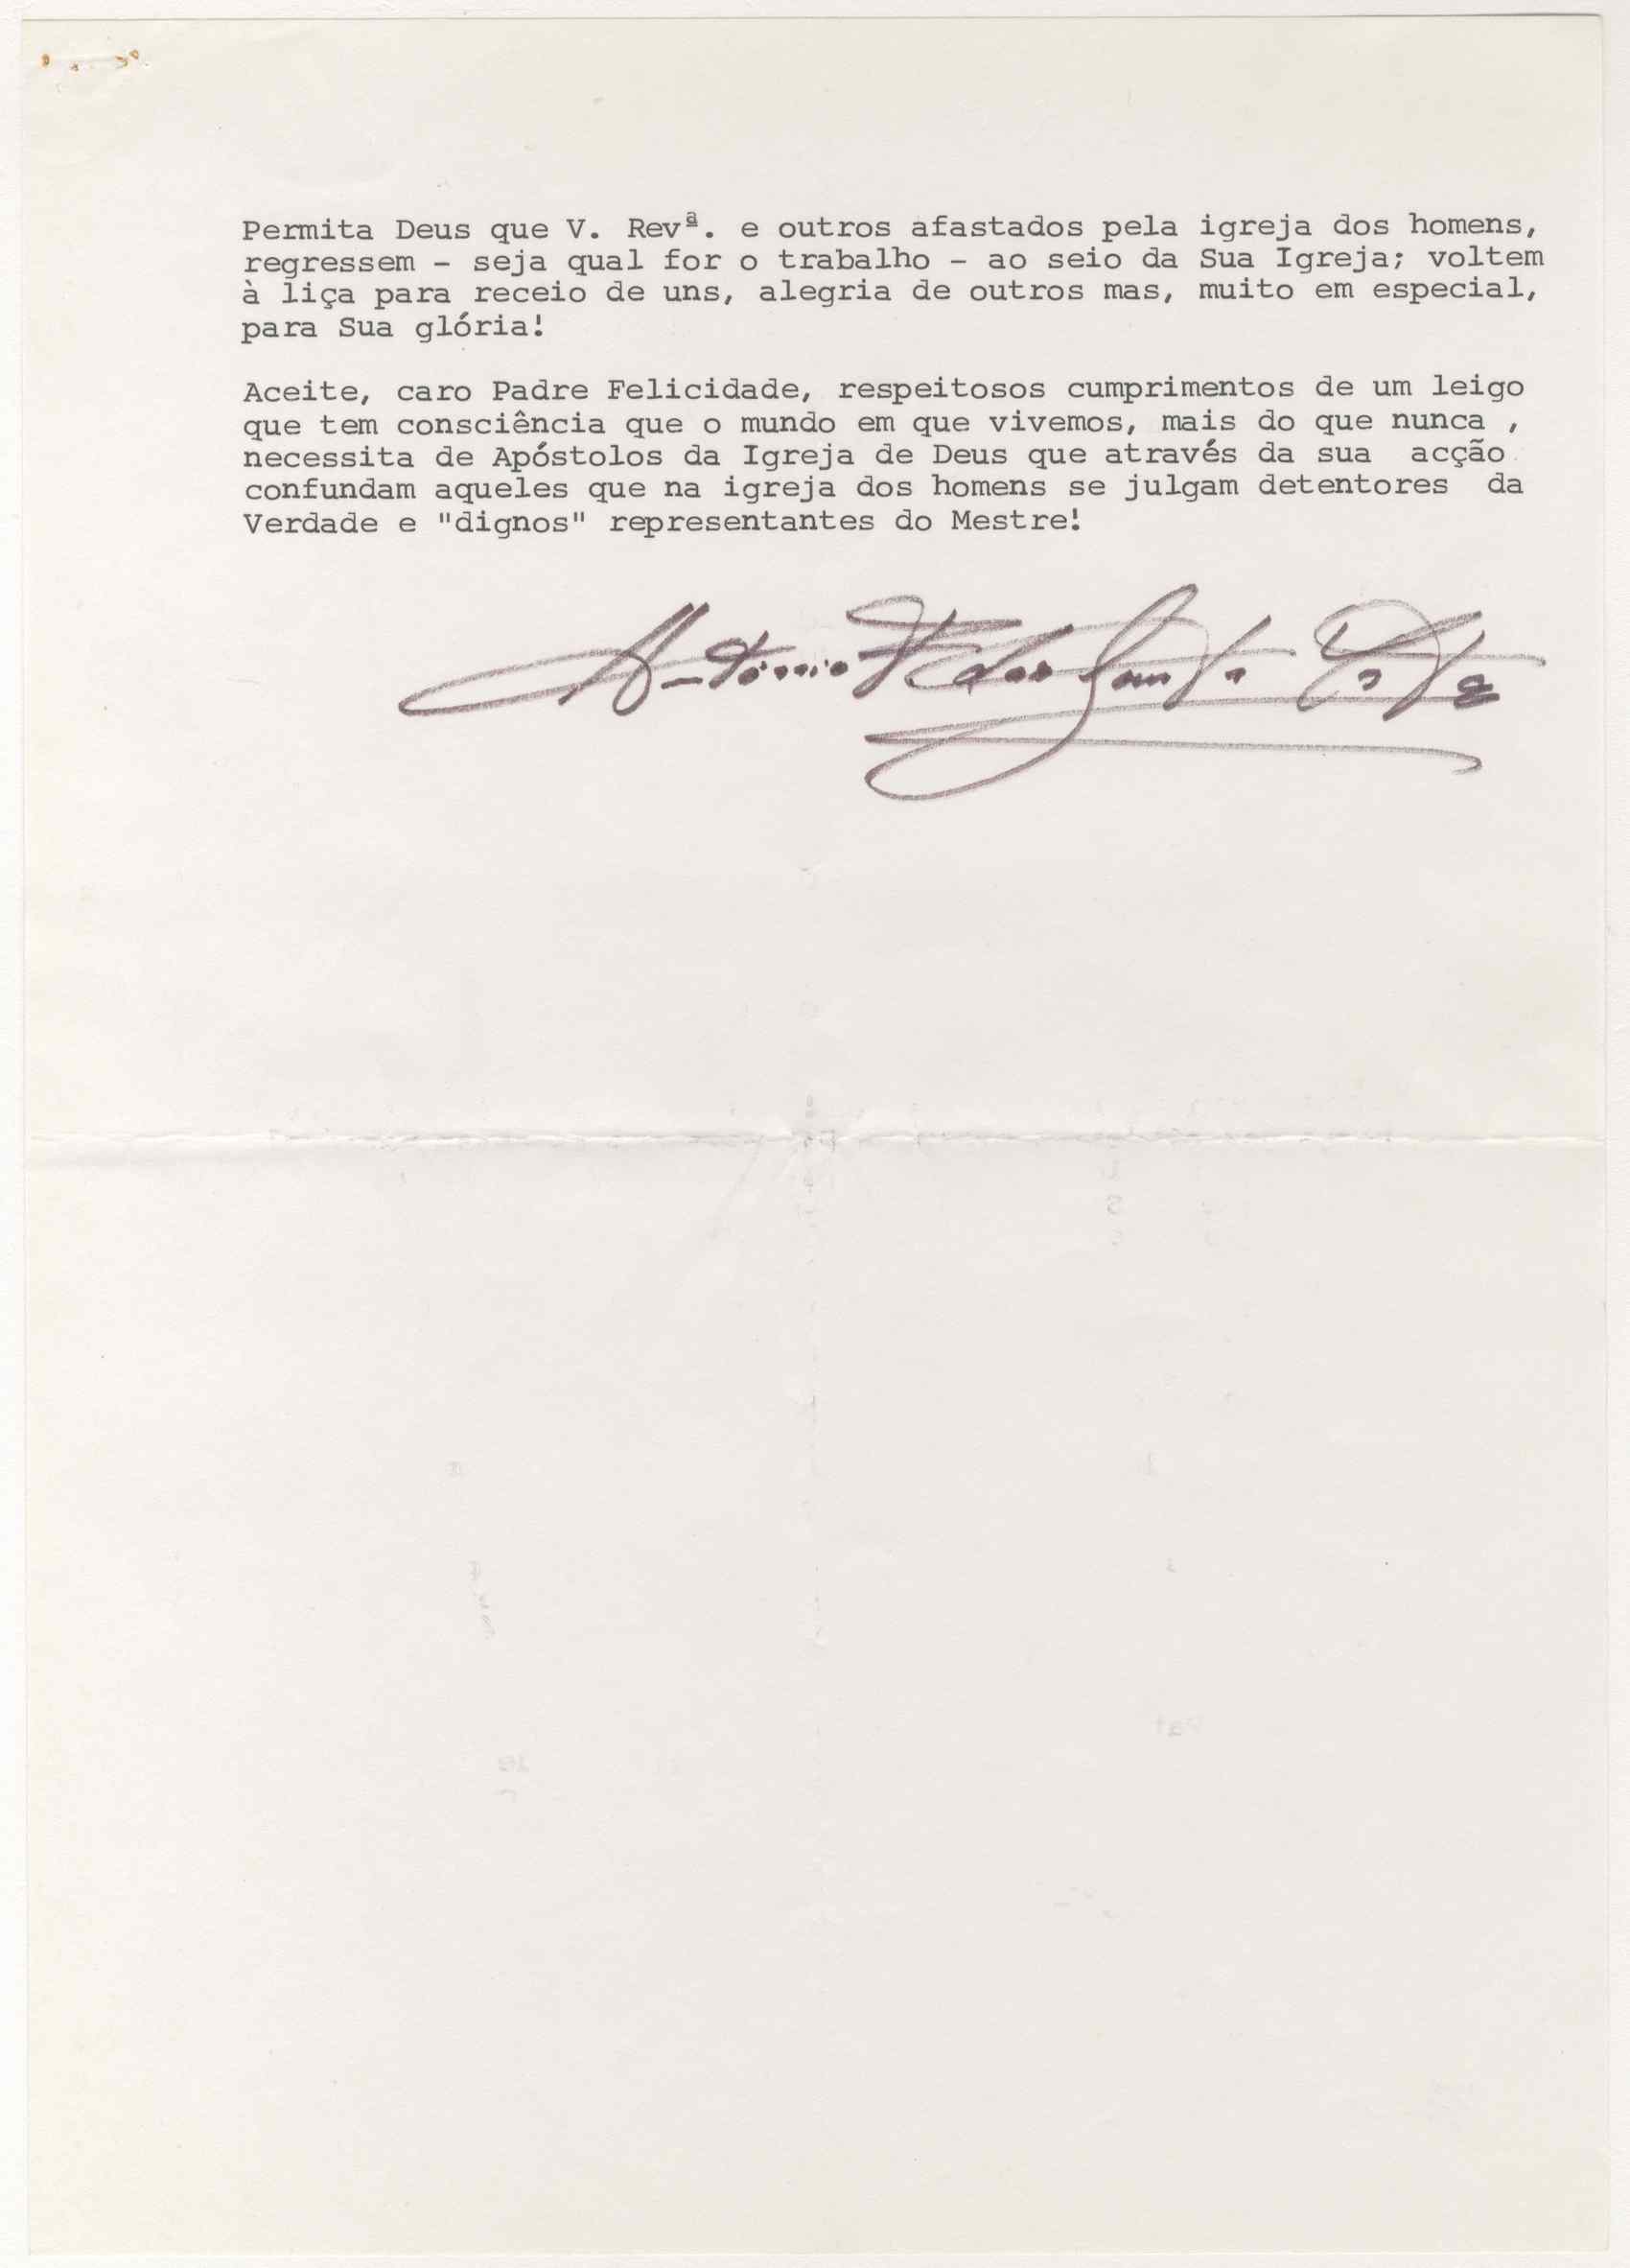 Permita Deus que V. Revª. e outros afastados pela igreja dos homens,
regressem - seja qual for o trabalho - ao seio da Sua Igreja; voltem
à liça para receio de uns, alegria de outros mas, muito em especial,
para Sua glória!
Aceite, caro Padre Felicidade, respeitosos cumprimentos de um leigo
que tem consciência que o mundo em que vivemos, mais do que nunca ,
necessita de Apóstolos da Igreja de Deus que através da sua acção
confundam aqueles que na igreja dos homens se julgam detentores da
Verdade e "dignos" representantes do Mestre!
António dos Santos